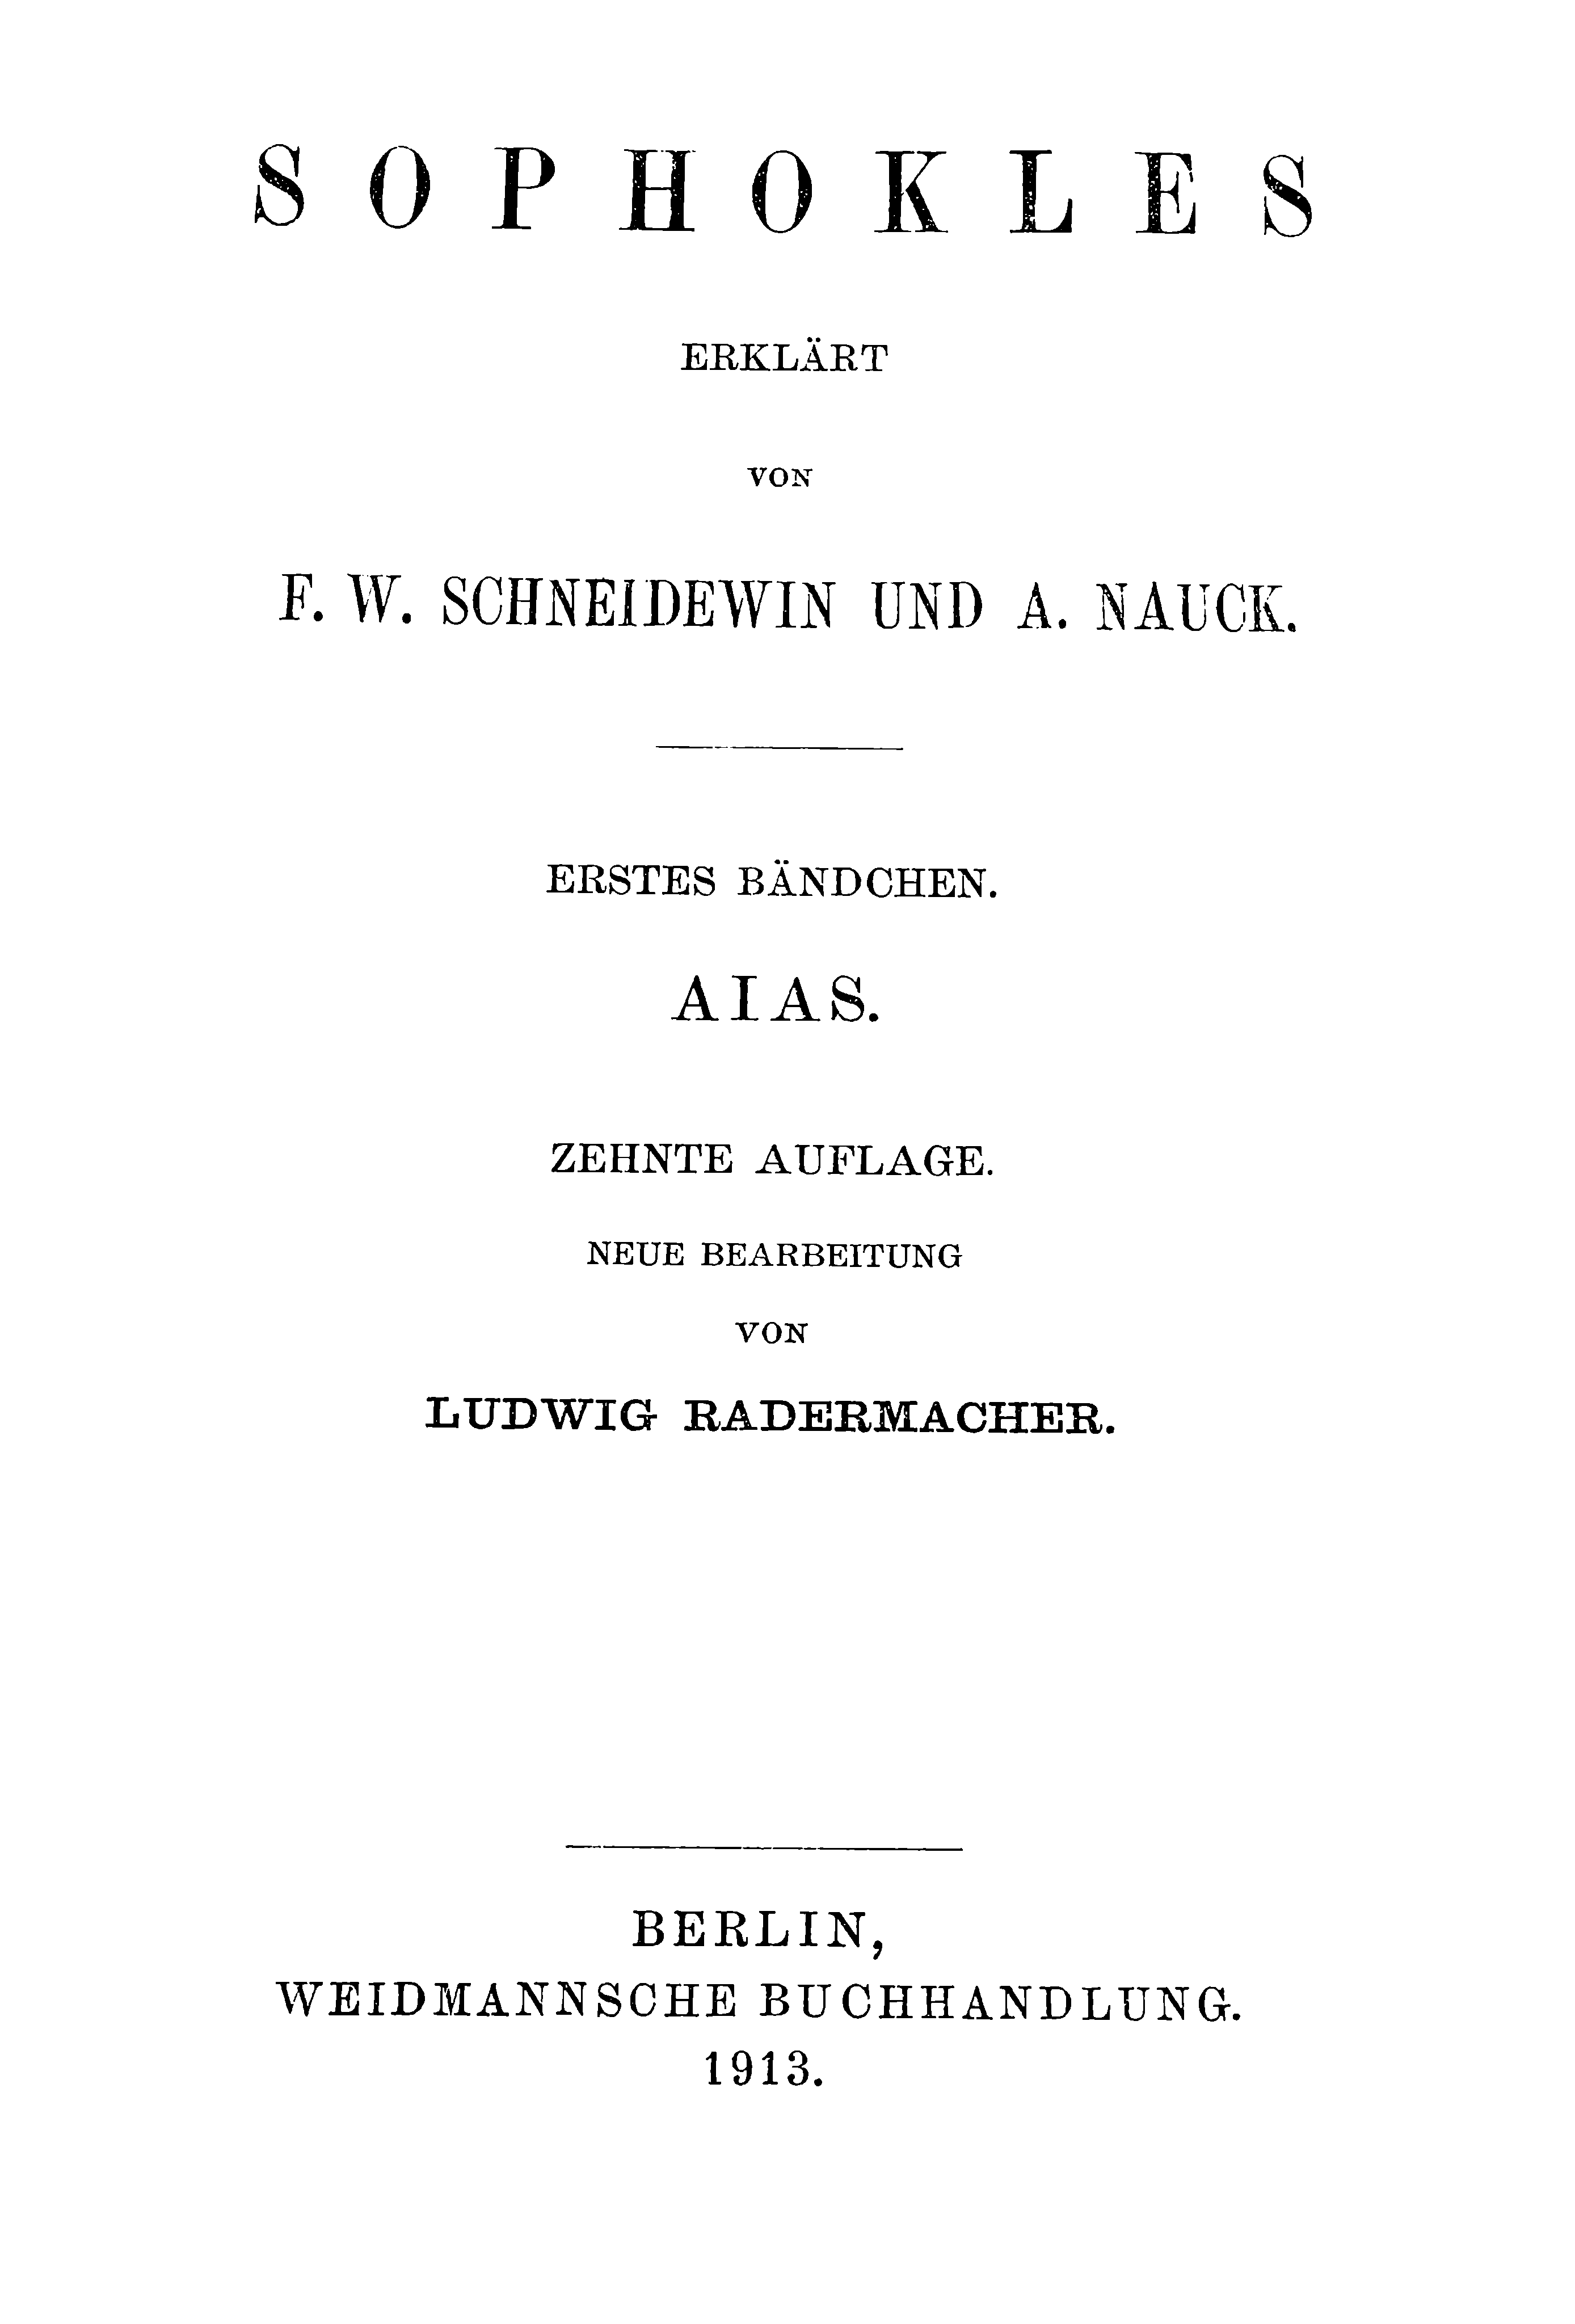 SOPHOKLES
ERKLÄRT
VON
F. W. SCHNEIDEWIN UND A. NAUCK.
ERSTES BÄNDCHEN.
AIAS.
ZEHNTE AUFLAGE.
NEUE BEARBEITUNG
VON
LUDWIG RADERMACHER.
BERLIN,
WEIDMANNSCHE BUCHHANDLUNG.
1913.